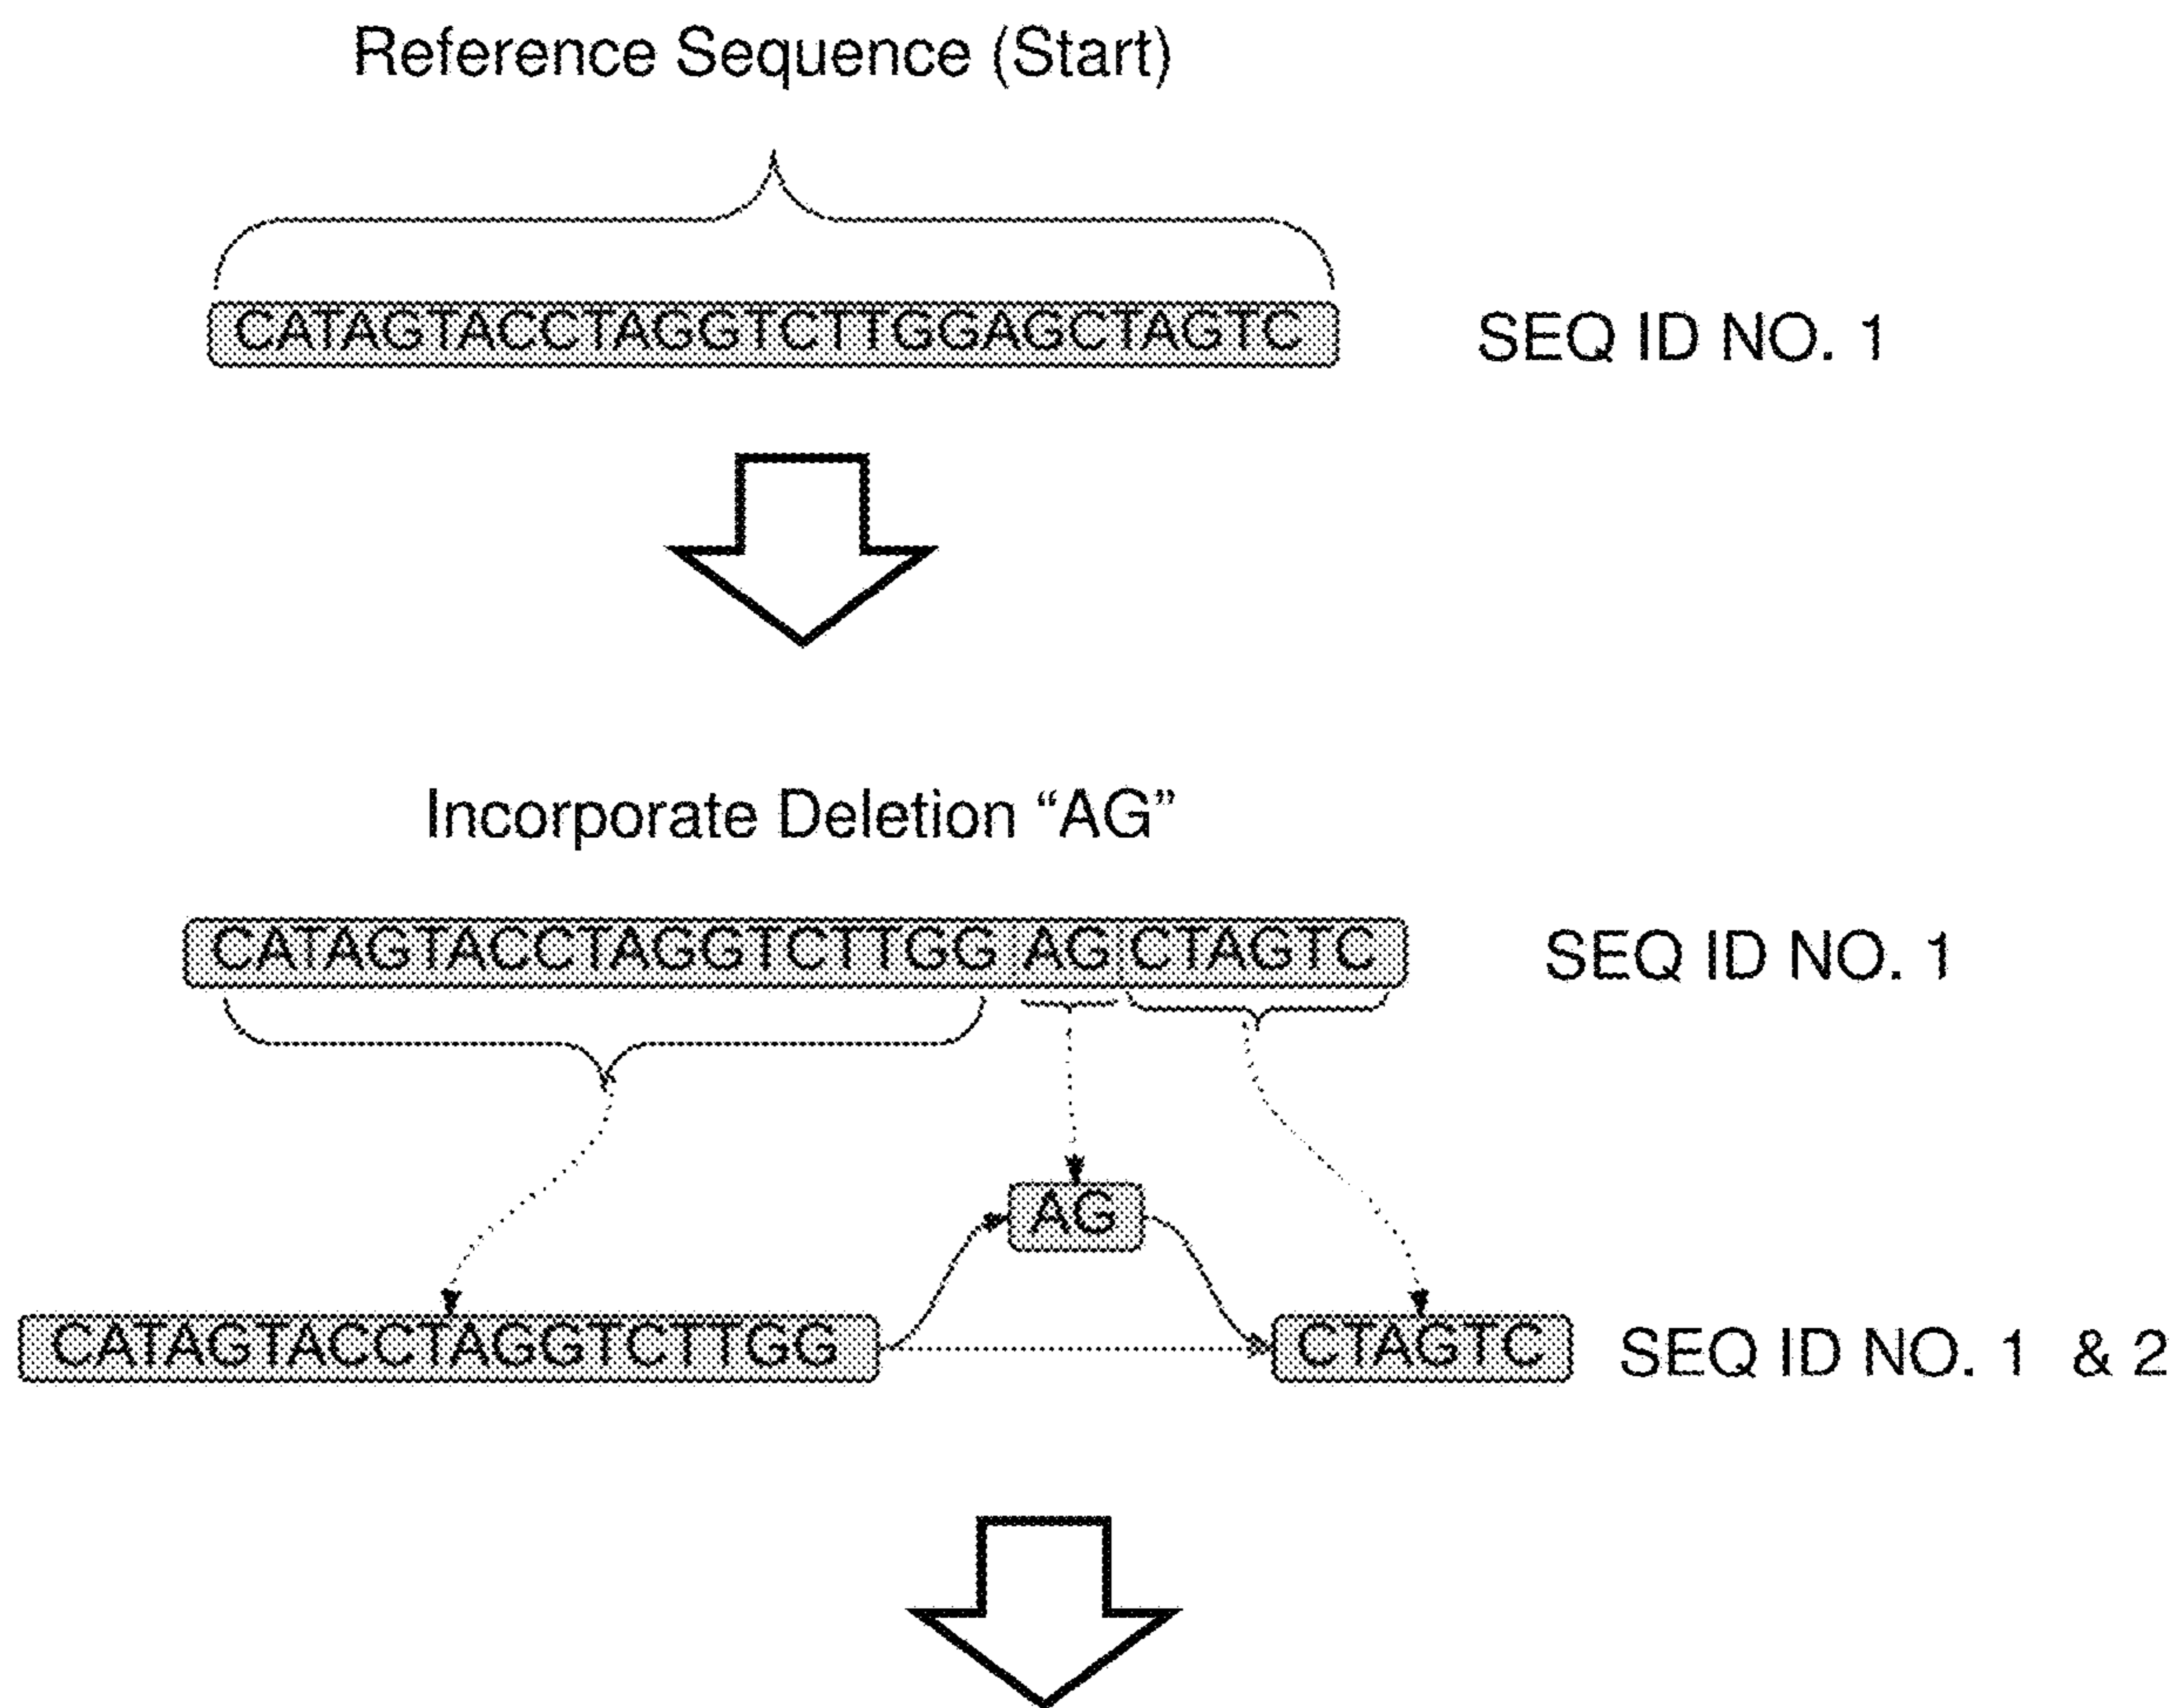 Reference Sequence (Start)
CATAGTACCTAGGTCTTGGAGCTAGTC SEQ ID NO. 1
Incorporate Deletion “AG”
CATAGTACCTAGGTCTTGG AG CTAGTC SEQ ID NO. 1
AG
CATAGTACCTAGGTCTTGG CTAGTC SEQ ID NO. 1 & 2